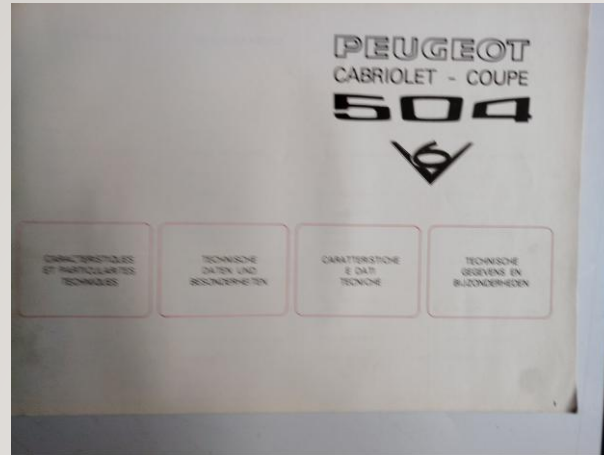 PEUGEOT
CABRIOLET - COUPE
504
V6
CARACTERISTIQUES
ET PARTICULARITES
TECHNIQUES
TECHNISCHE
DATEN UND
BESONDERHEITEN
CARATTERISTICHE
E DATI
TECNICHE
TECHNISCHE
GEGEVENS EN
BIJZONDERHEDEN